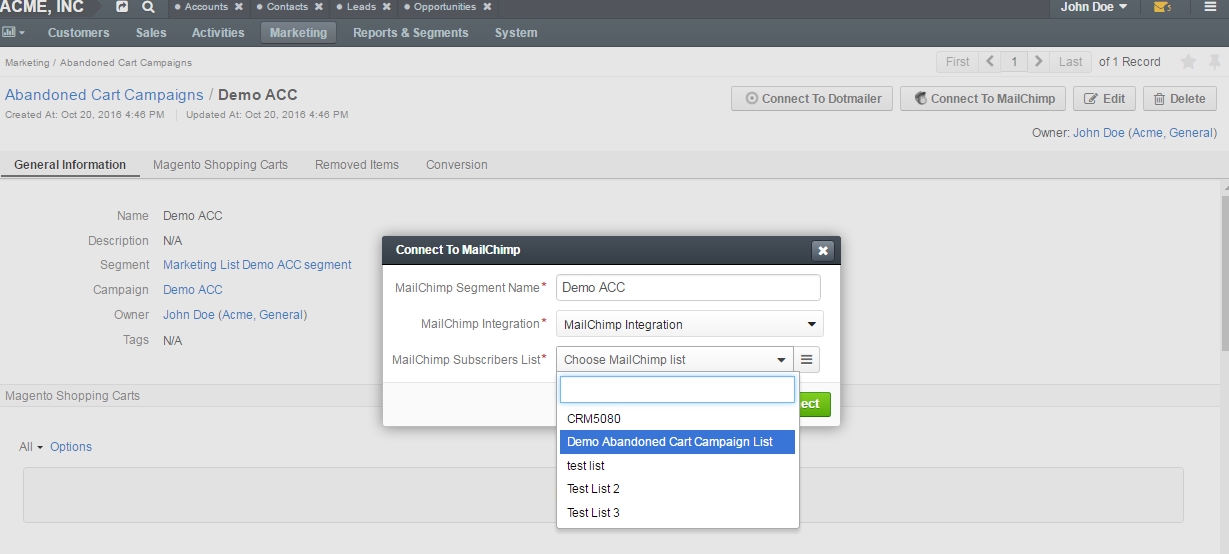 ACME, INC Accounts Contacts Leads Opportunities John Doe 5
Customers Sales Activities Marketing Reports & Segments System
Marketing / Abandoned Cart Campaigns First 1 Last of 1 Record
Abandoned Cart Campaigns / Demo ACC Connect To Dotmailer Connect To MailChimp Edit Delete
Created At: Oct 20, 2016 4:46 PM Updated At: Oct 20, 2016 4:46 PM
Owner: John Doe (Acme, General)
General Information Magento Shopping Carts Removed Items Conversion
Name Demo ACC
Description N/A
Segment Marketing List Demo ACC segment
Campaign Demo ACC
Owner John Doe (Acme, General)
Tags N/A
Magento Shopping Carts
All Options
Connect To MailChimp
MailChimp Segment Name* Demo ACC
MailChimp Integration* MailChimp Integration
MailChimp Subscribers List* Choose MailChimp list
ect
CRM5080
Demo Abandoned Cart Campaign List
test list
Test List 2
Test List 3